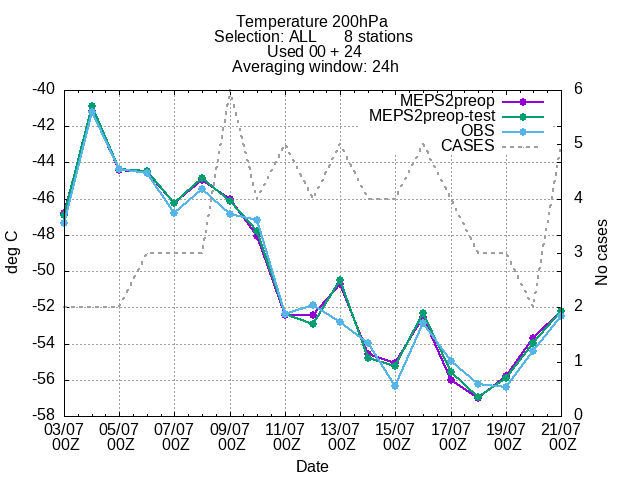 Temperature 200hPa
Selection: ALL 8 stations
Used 00 + 24
Averaging window: 24h
MEPS2preop
MEPS2preop-test
OBS
CASES
-40
-42
-44
-46
-48
-50
-52
-54
-56
-58
6
5
4
3
2
1
0
deg C
No cases
03/07 05/07 07/07 09/07 11/07 13/07 15/07 17/07 19/07 21/07
00Z 00Z 00Z 00Z 00Z 00Z 00Z 00Z 00Z 00Z
Date